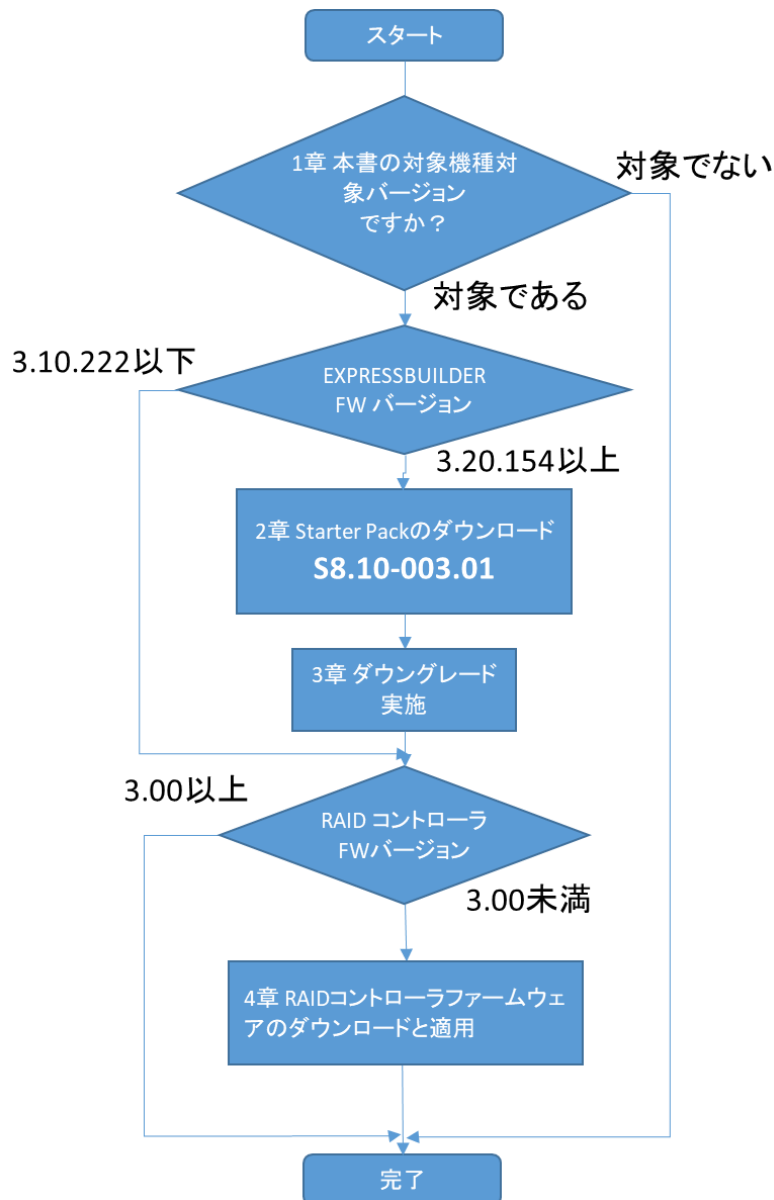 スタート
1章 本書の対象機種対
象バージョン
ですか？
対象でない
対象である
3.10.222以下
EXPRESSBUILDER
FW バージョン
3.20.154以上
2章 Starter Packのダウンロード
S8.10-003.01
3章 ダウングレード
実施
3.00以上
RAID コントローラ
FWバージョン
3.00未満
4章 RAIDコントローラファームウェ
アのダウンロードと適用
完了